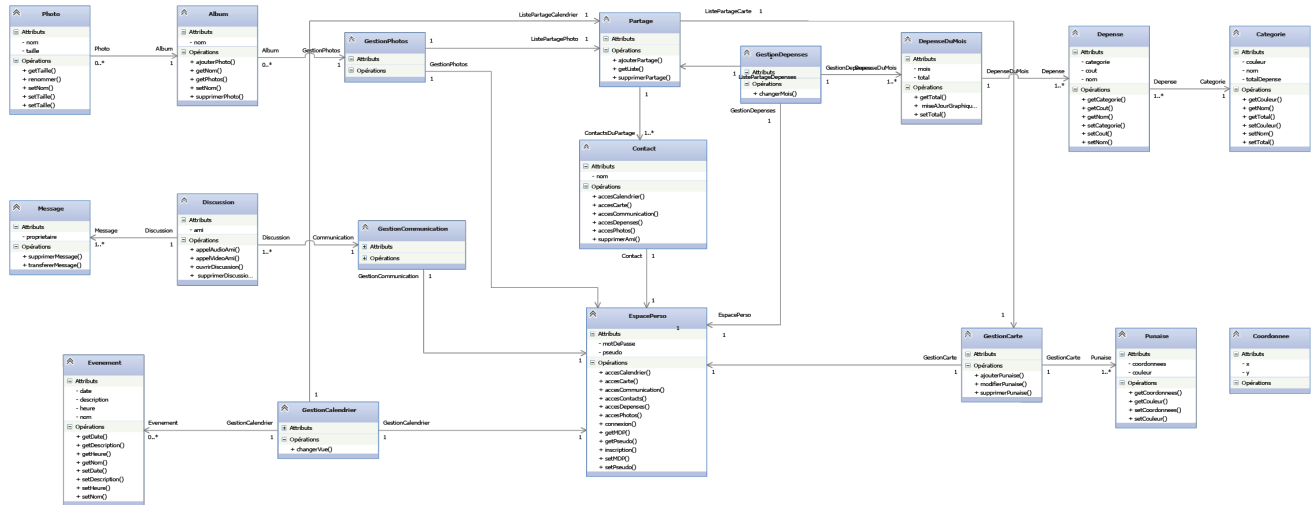 Photo
Attributs
- nom
- taille
Opérations
+ getTaille()
+ renommer()
+ setNom()
+ setTaille()
+ setTaille()
Photo
0..*
Album
1
Album
Attributs
- nom
Opérations
+ ajouterPhoto()
+ getNom()
+ getPhotos()
+ setNom()
+ supprimerPhoto()
Album
0..*
GestionPhotos
1
GestionPhotos
Attributs
Opérations
1
ListePartagePhoto 1
1
GestionPhotos
ListePartageCalendrier 1
Partage
Attributs
Opérations
+ ajouterPartage()
+ getListe()
+ supprimerPartage()
1
ListePartageCarte 1
ContactsDuPartage 1..*
GestionDepenses
1
Attributs
ListePartageDepenses
Opérations
+ changerMois()
GestionDepenses
1
GestionDepenses
1
DepenseDuMois
1..*
DepenseDuMois
Attributs
- mois
- total
Opérations
+ getTotal()
+ miseAJourGraphiqu...
+ setTotal()
DepenseDuMois
1
Depense
1..*
Depense
Attributs
- categorie
- cout
- nom
Opérations
+ getCategorie()
+ getCout()
+ getNom()
+ setCategorie()
+ setCout()
+ setNom()
Depense
1..*
Categorie
1
Categorie
Attributs
- couleur
- nom
- totalDepense
Opérations
+ getCouleur()
+ getNom()
+ getTotal()
+ setCouleur()
+ setNom()
+ setTotal()
Contact
Attributs
- nom
Opérations
+ accesCalendrier()
+ accesCarte()
+ accesCommunication()
+ accesDepenses()
+ accesPhotos()
+ supprimerAmi()
Contact 1
1
Message
Attributs
- proprietaire
Opérations
+ supprimerMessage()
+ transfererMessage()
Message
1..*
Discussion
1
Discussion
Attributs
- ami
Opérations
+ appelAudioAmi()
+ appelVideoAmi()
+ ouvrirDiscussion()
+ supprimerDiscussio...
Discussion
1..*
Communication
1
GestionCommunication
Attributs
Opérations
GestionCommunication 1
1
EspacePerso
1
Attributs
- motDePasse
- pseudo
Opérations
+ accesCalendrier()
+ accesCarte()
+ accesCommunication()
+ accesContacts()
+ accesDepenses()
+ accesPhotos()
+ connexion()
+ getMDP()
+ getPseudo()
+ inscription()
+ setMDP()
+ setPseudo()
EspacePerso
1
1
GestionCarte
1
1
GestionCarte
Attributs
Opérations
+ ajouterPunaise()
+ modifierPunaise()
+ supprimerPunaise()
GestionCarte
1
Punaise
1..*
Punaise
Attributs
- coordonnees
- couleur
Opérations
+ getCoordonnees()
+ getCouleur()
+ setCoordonnees()
+ setCouleur()
Coordonnee
Attributs
- x
- y
Opérations
Evenement
Attributs
- date
- description
- heure
- nom
Opérations
+ getDate()
+ getDescription()
+ getHeure()
+ getNom()
+ setDate()
+ setDescription()
+ setHeure()
+ setNom()
Evenement
0..*
GestionCalendrier
1
1
GestionCalendrier
Attributs
Opérations
+ changerVue()
GestionCalendrier
1
1